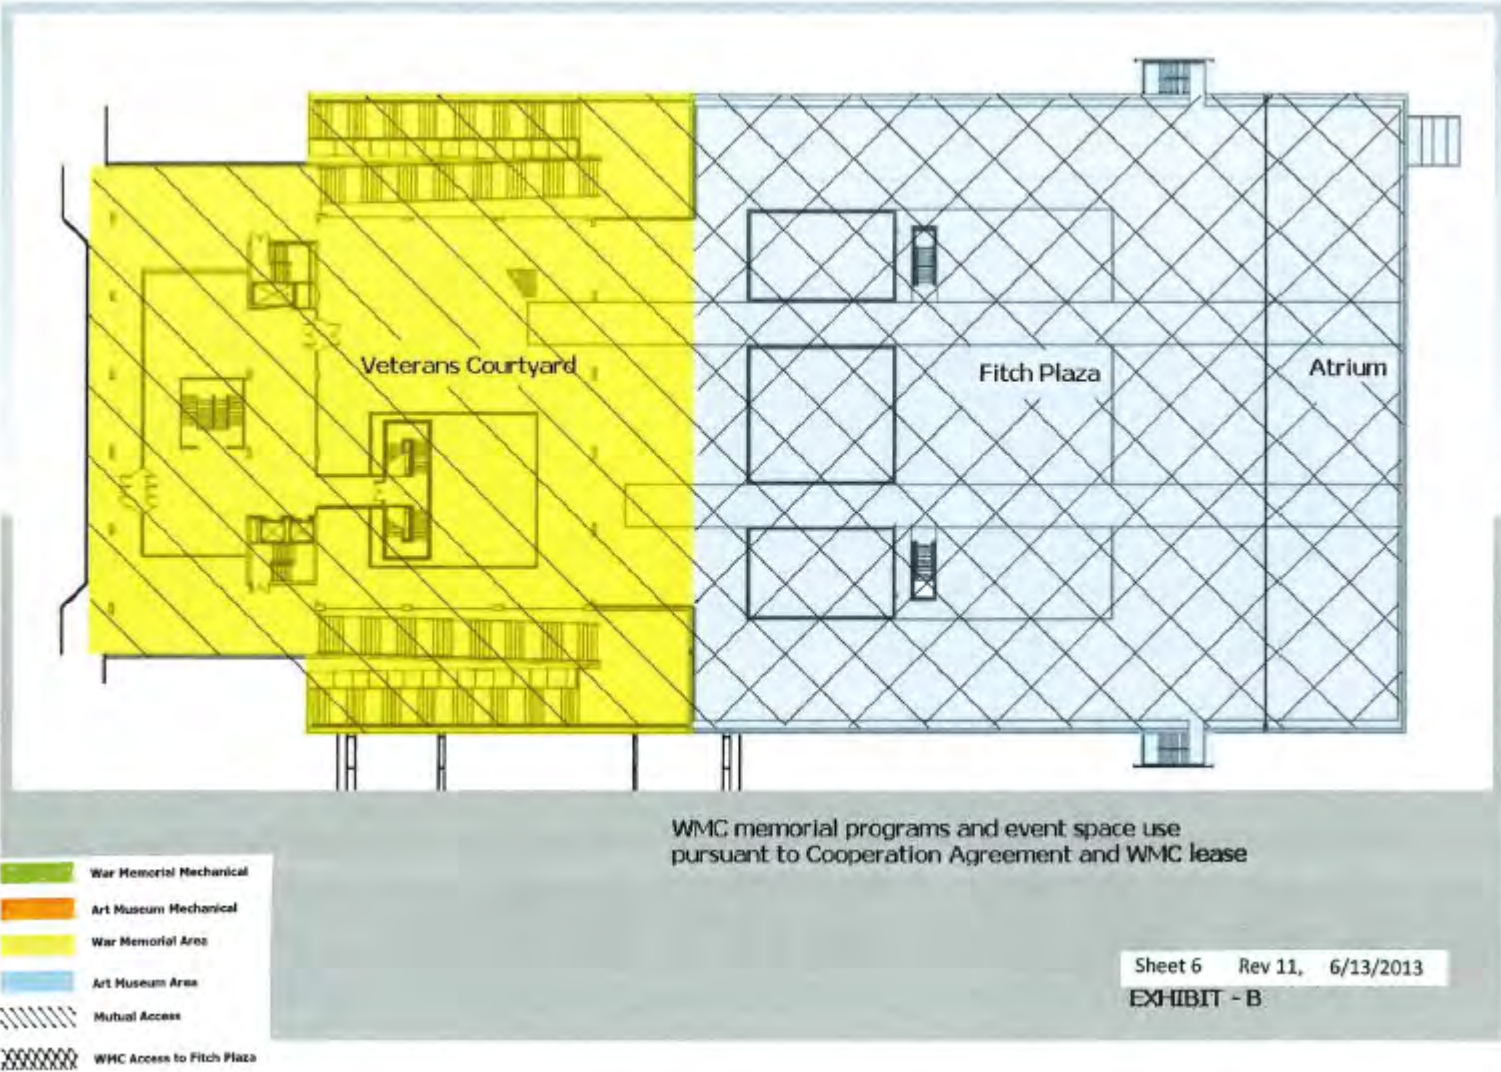 Veterans Courtyard
Fitch Plaza
Atrium
WMC memorial programs and event space use
pursuant to Cooperation Agreement and WMC lease
War Memorial Mechanical
Art Museum Mechanical
War Memorial Area
Art Museum Area
Mutual Access
WMC Access to Fitch Plaza
Sheet 6 Rev 11, 6/13/2013
EXHIBIT - B